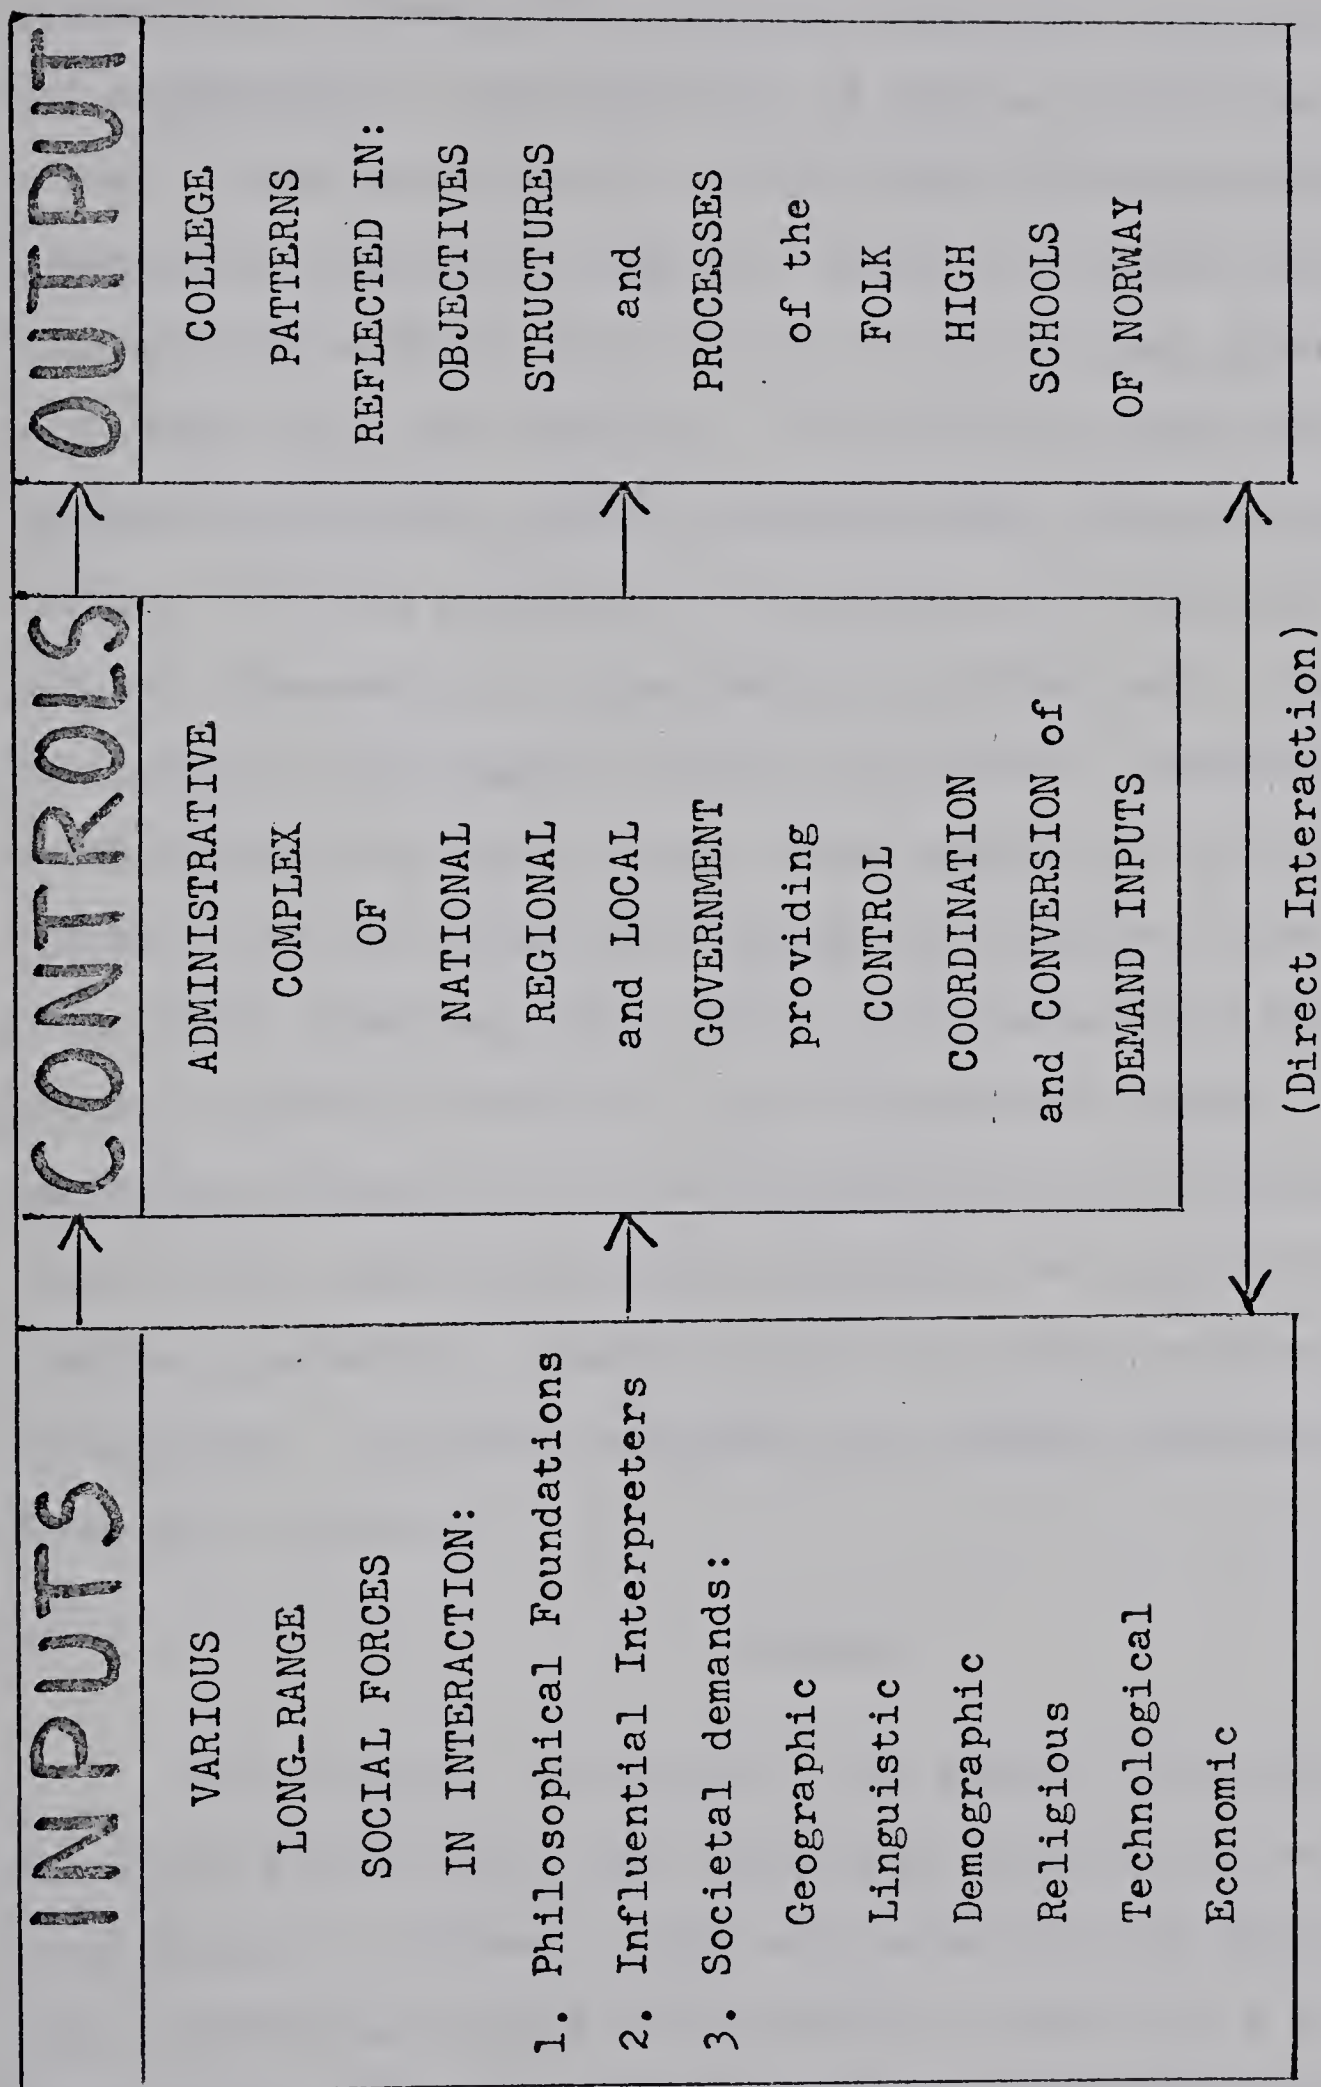 INPUTS
VARIOUS
LONG-RANGE
SOCIAL FORCES
IN INTERACTION:
1. Philosophical Foundations
2. Influential Interpreters
3. Societal demands:
Geographic
Linguistic
Demographic
Religious
Technological
Economic
CONTROLS
ADMINISTRATIVE
COMPLEX
OF
NATIONAL
REGIONAL
and LOCAL
GOVERNMENT
providing
CONTROL
COORDINATION
and CONVERSION of
DEMAND INPUTS
OUTPUT
COLLEGE
PATTERNS
REFLECTED IN:
OBJECTIVES
STRUCTURES
and
PROCESSES
of the
FOLK
HIGH
SCHOOLS
OF NORWAY
(Direct Interaction)